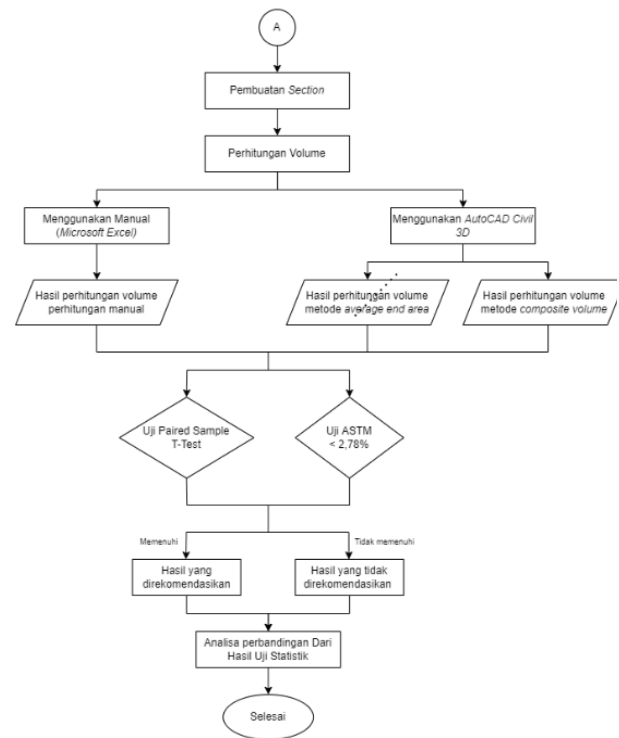 A
Pembuatan Section
Perhitungan Volume
Menggunakan Manual
(Microsoft Excel)
Menggunakan AutoCAD Civil
3D
Hasil perhitungan volume
perhitungan manual
Hasil perhitungan volume
metode average end area
Hasil perhitungan volume
metode composite volume
Uji Paired Sample
T-Test
Uji ASTM
< 2,78%
Memenuhi
Tidak memenuhi
Hasil yang
direkomendasikan
Hasil yang tidak
direkomendasikan
Analisa perbandingan Dari
Hasil Uji Statistik
Selesai